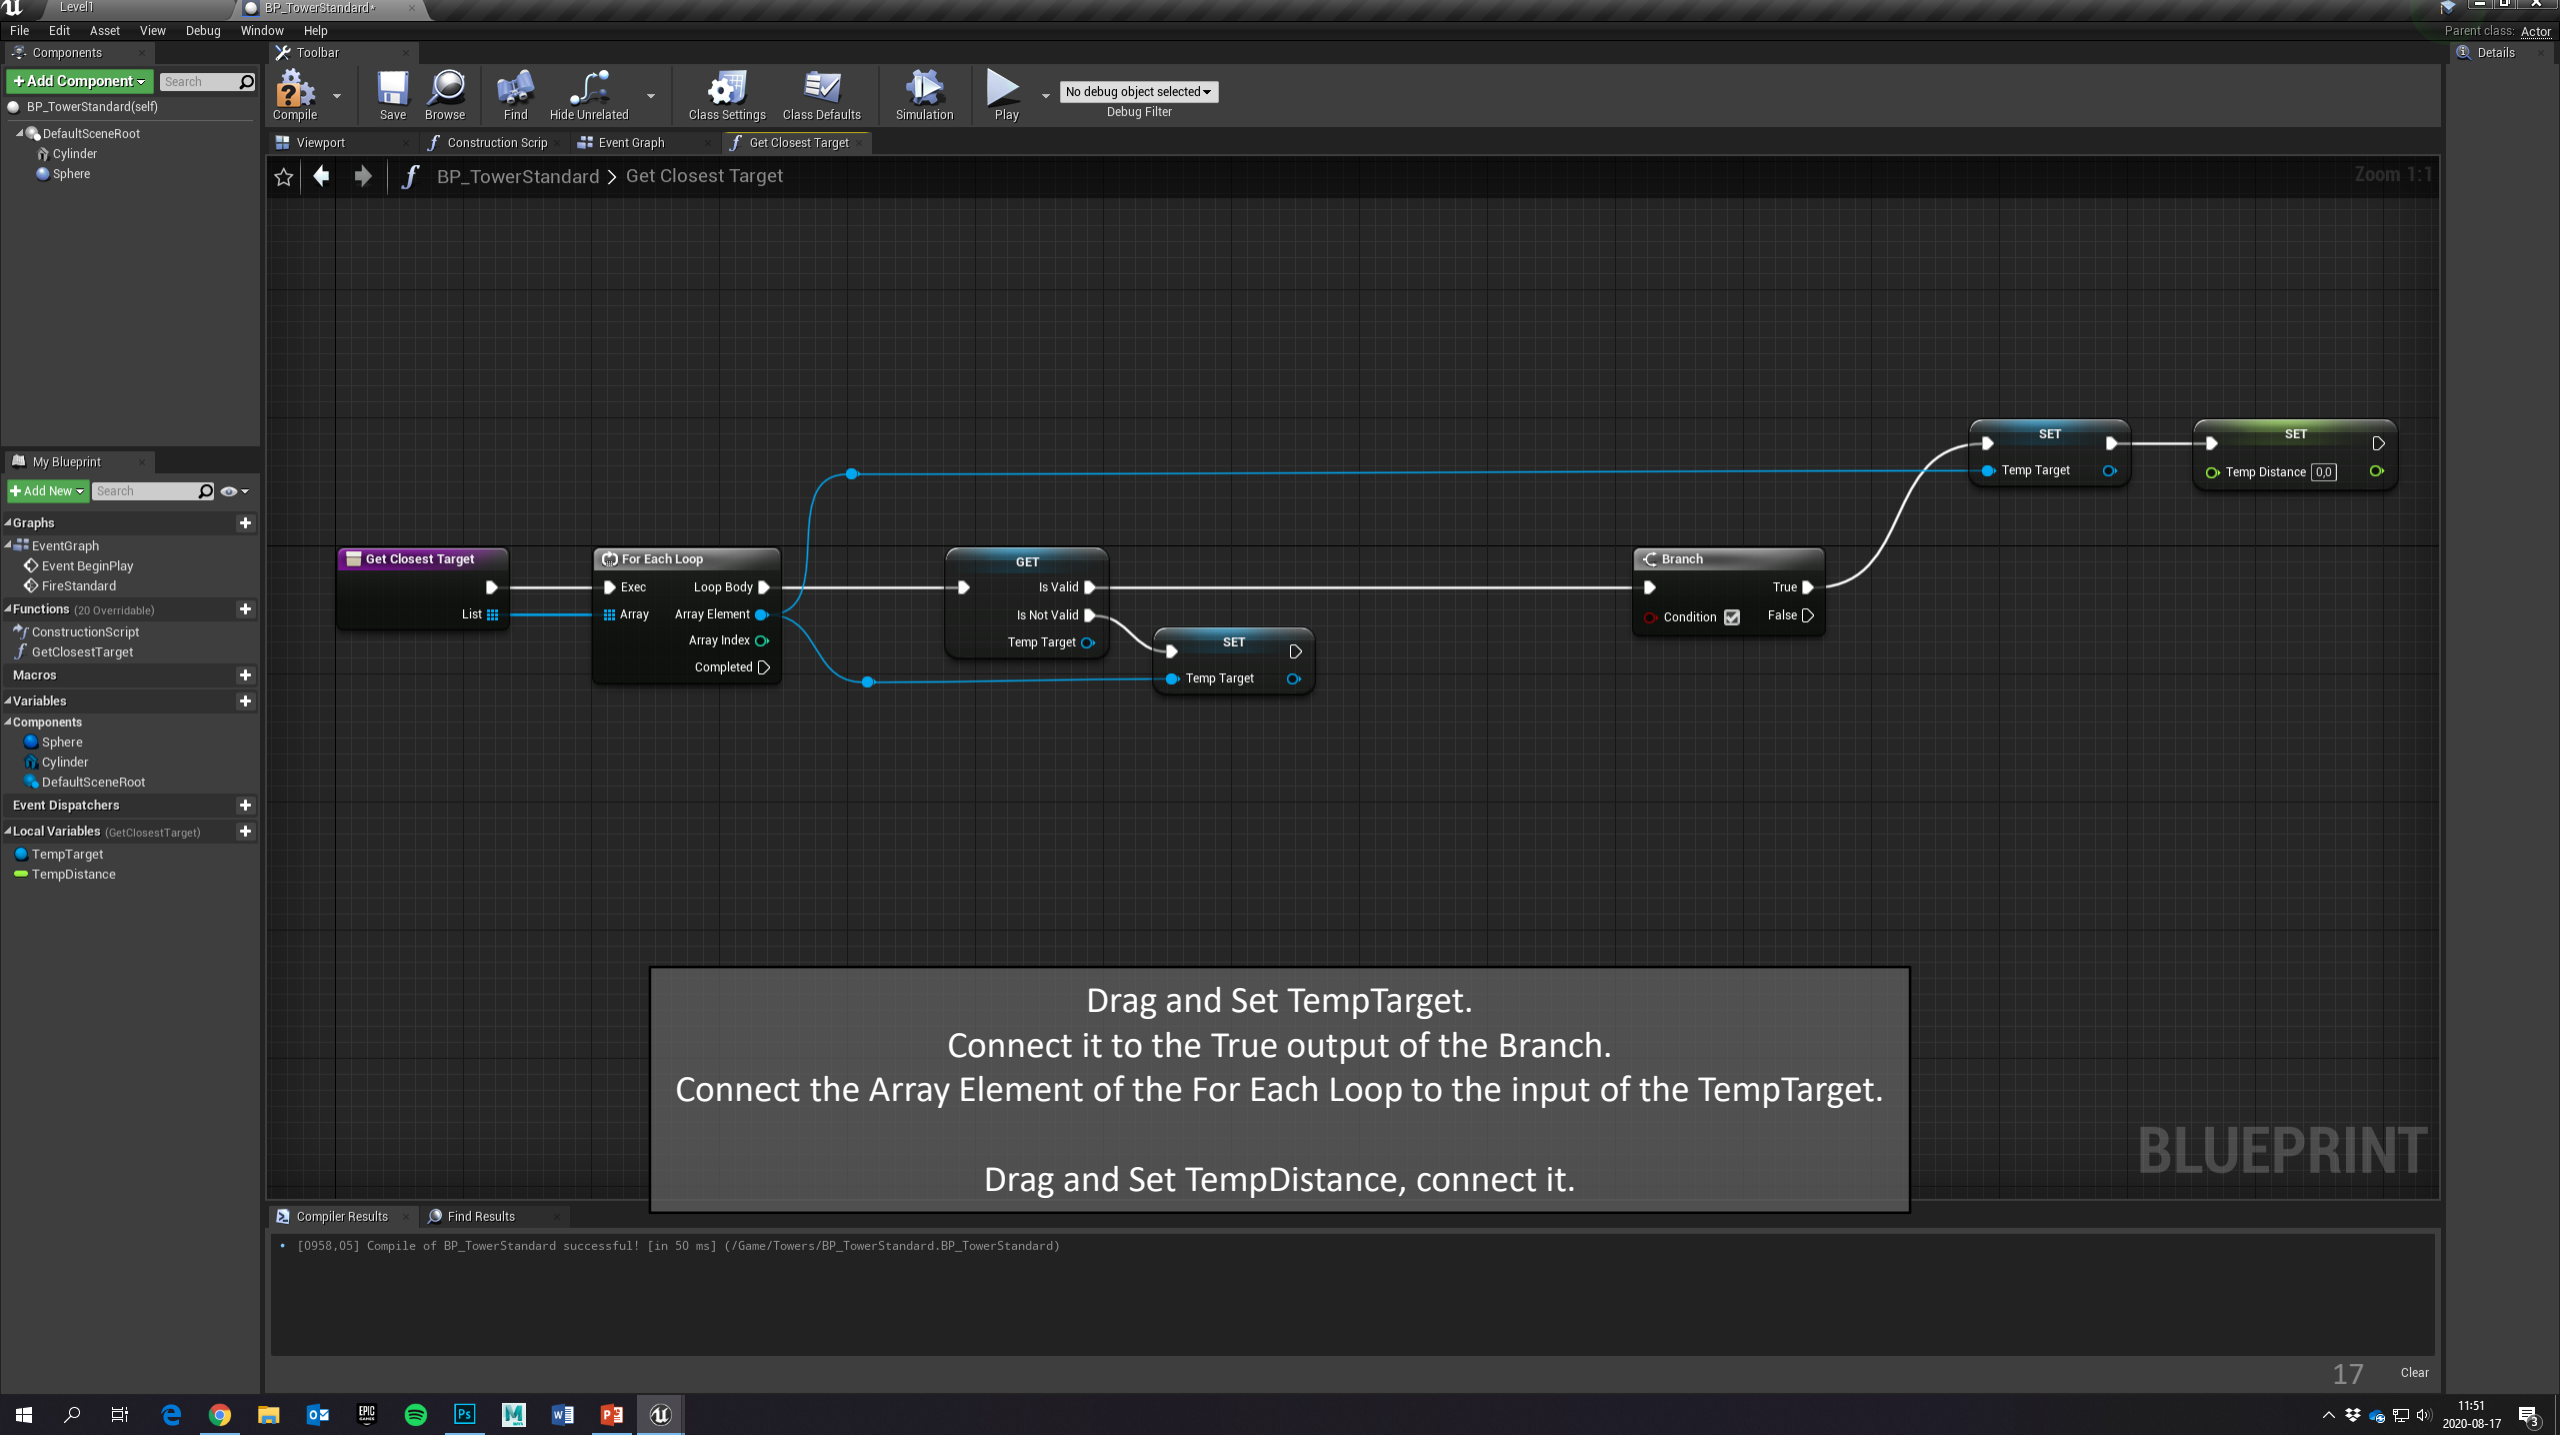 Level1
BP_TowerStandard*
File Edit Asset View Debug Window Help
Parent class: Actor
Components
Toolbar
Details
Add Component
Search
BP_TowerStandard(self)
DefaultSceneRoot
Cylinder
Sphere
Compile
Save
Browse
Find
Hide Unrelated
Class Settings
Class Defaults
Simulation
Play
No debug object selected
Debug Filter
Viewport
Construction Scrip
Event Graph
Get Closest Target
BP_TowerStandard > Get Closest Target
Zoom 1:1
My Blueprint
Add New
Search
Graphs
EventGraph
Event BeginPlay
FireStandard
Functions (20 Overridable)
ConstructionScript
GetClosestTarget
Macros
Variables
Components
Sphere
Cylinder
DefaultSceneRoot
Event Dispatchers
Local Variables (GetClosestTarget)
TempTarget
TempDistance
Get Closest Target
List
For Each Loop
Exec Loop Body
Array Array Element
Array Index
Completed
GET
Is Valid
Is Not Valid
Temp Target
SET
Temp Target
Branch
True
Condition False
SET
Temp Target
SET
Temp Distance 0,0
Drag and Set TempTarget.
Connect it to the True output of the Branch.
Connect the Array Element of the For Each Loop to the input of the TempTarget.
Drag and Set TempDistance, connect it.
BLUEPRINT
Compiler Results
Find Results
[0958,05] Compile of BP_TowerStandard successful! [in 50 ms] (/Game/Towers/BP_TowerStandard.BP_TowerStandard)
17
Clear
11:51
2020-08-17
3